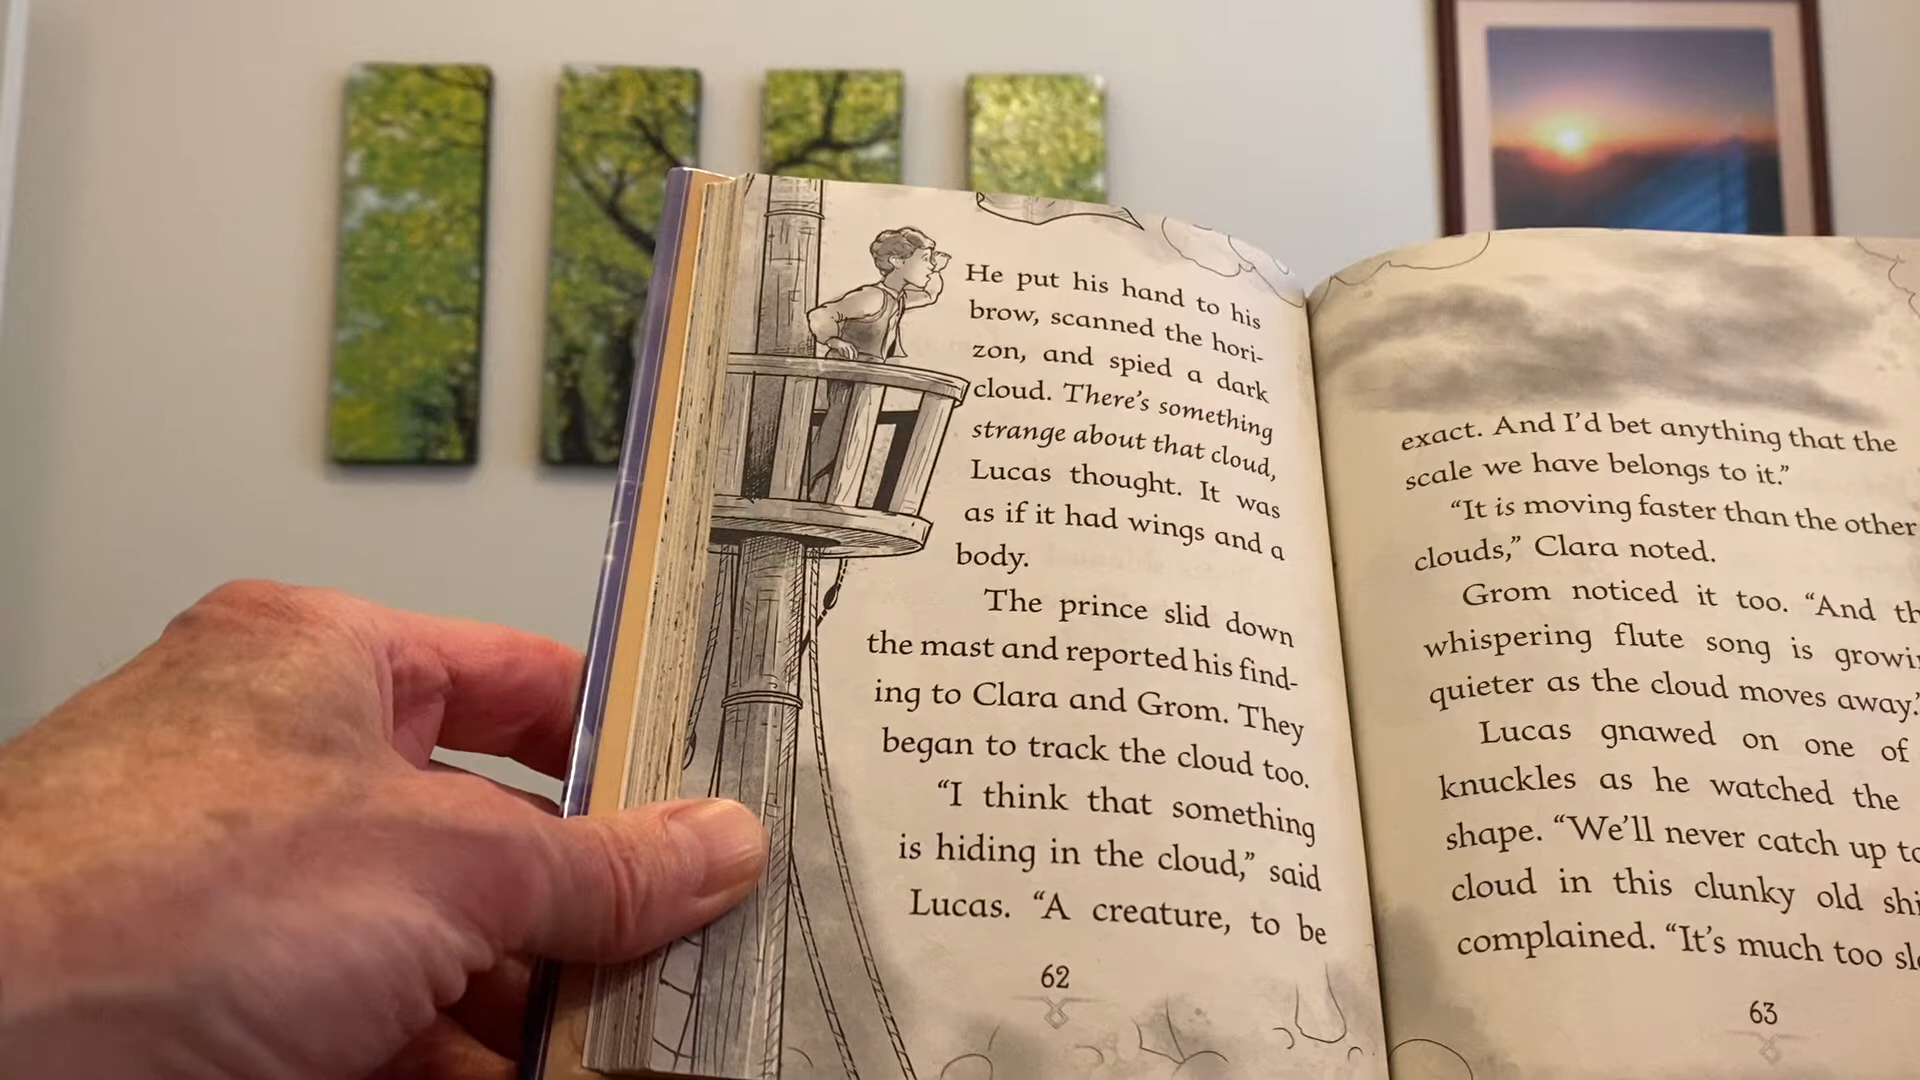 He put his hand to his
brow, scanned the hori-
zon, and spied a dark
cloud. There's something
strange about that cloud,
Lucas thought. It was
as if it had wings and a
body.
The prince slid down
the mast and reported his find-
ing to Clara and Grom. They
began to track the cloud too.
“I think that something
is hiding in the cloud,” said
Lucas. “A creature, to be
62
exact. And I’d bet anything that the
scale we have belongs to it.”
“It is moving faster than the other
clouds,” Clara noted.
Grom noticed it too. “And
whispering flute song is
quieter as the cloud moves away.
Lucas gnawed on one of
knuckles as he watched the
shape. “We’ll never catch up
cloud in this clunky old
complained. “It’s much too
63